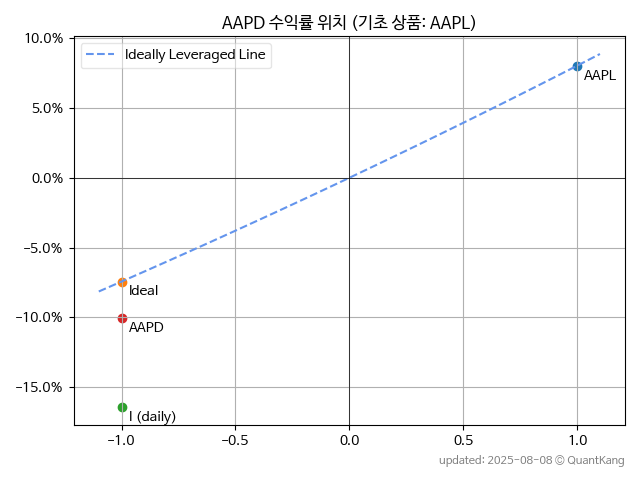 AAPD 수익률 위치 (기초 상품: AAPL)
10.0%
5.0%
0.0%
-5.0%
-10.0%
-15.0%
Ideally Leveraged Line
AAPL
Ideal
AAPD
I (daily)
-1.0
-0.5
0.0
0.5
1.0
updated: 2025-08-08 © QuantKang